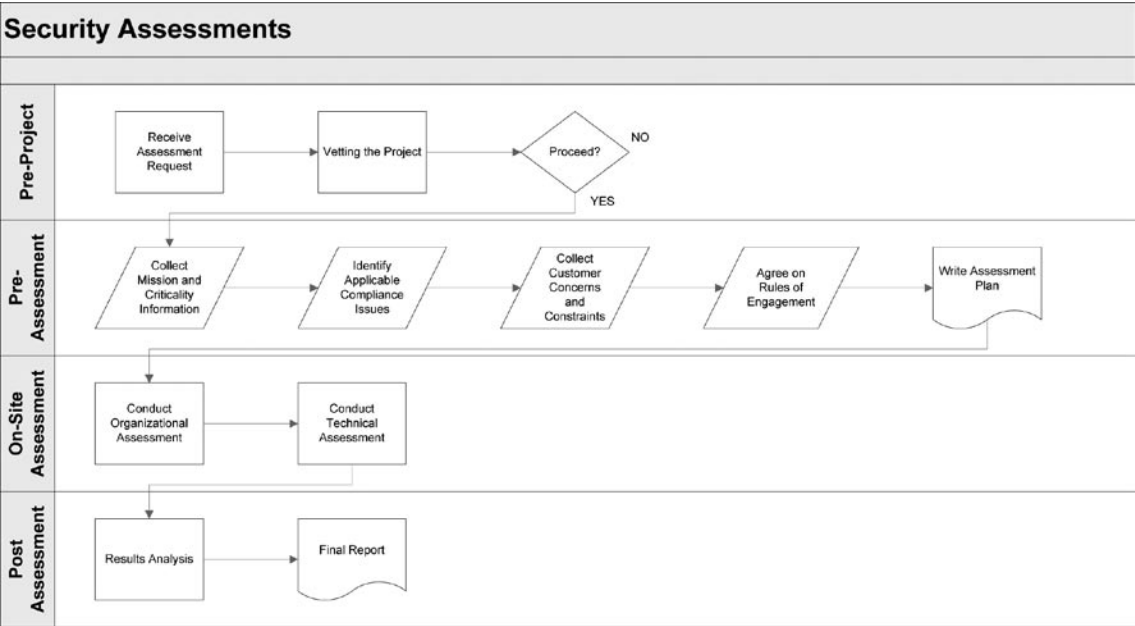 Security Assessments
Pre-Project
Receive
Assessment
Request
Vetting the Project
Proceed?
NO
YES
Pre-
Assessment
Collect
Mission and
Criticality
Information
Identify
Applicable
Compliance
Issues
Collect
Customer
Concerns
and
Constraints
Agree on
Rules of
Engagement
Write Assessment
Plan
On-Site
Assessment
Conduct
Organizational
Assessment
Conduct
Technical
Assessment
Post
Assessment
Results Analysis
Final Report